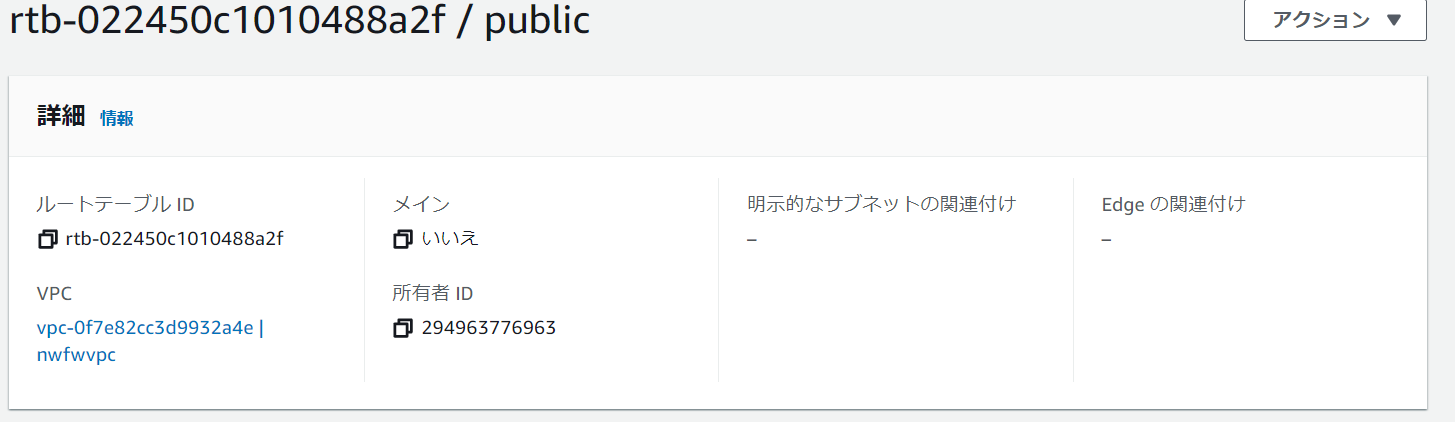 rtb-022450c1010488a2f / public
アクション
詳細 情報
ルートテーブル ID
rtb-022450c1010488a2f
メイン
いいえ
明示的なサブネットの関連付け
–
Edge の関連付け
–
VPC
vpc-0f7e82cc3d9932a4e |
nwfwvpc
所有者 ID
294963776963